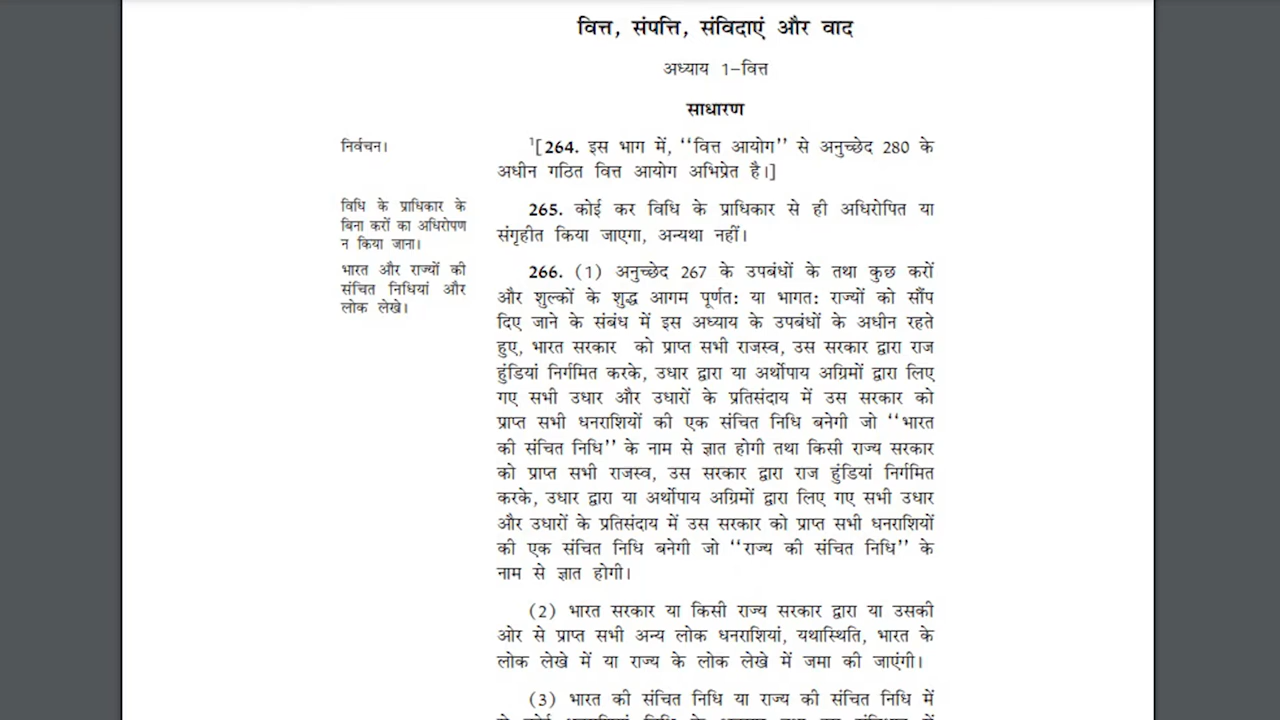 वित्त, संपत्ति, संविदाएं और वाद
अध्याय 1–वित्त
साधारण
निर्वचन।
¹[264. इस भाग में, ‘‘वित्त आयोग’’ से अनुच्छेद 280 के
अधीन गठित वित्त आयोग अभिप्रेत है।]
विधि के प्राधिकार के
बिना करों का अधिरोपण
न किया जाना।
265. कोई कर विधि के प्राधिकार से ही अधिरोपित या
संगृहीत किया जाएगा, अन्यथा नहीं।
भारत और राज्यों की
संचित निधियां और
लोक लेखे।
266. (1) अनुच्छेद 267 के उपबंधों के तथा कुछ करों
और शुल्कों के शुद्ध आगम पूर्णत: या भागत: राज्यों को सौंप
दिए जाने के संबंध में इस अध्याय के उपबंधों के अधीन रहते
हुए, भारत सरकार को प्राप्त सभी राजस्व, उस सरकार द्वारा राज
हुंडियां निर्गमित करके, उधार द्वारा या अर्थोपाय अग्रिमों द्वारा लिए
गए सभी उधार और उधारों के प्रतिसंदाय में उस सरकार को
प्राप्त सभी धनराशियों की एक संचित निधि बनेगी जो ‘‘भारत
की संचित निधि’’ के नाम से ज्ञात होगी तथा किसी राज्य सरकार
को प्राप्त सभी राजस्व, उस सरकार द्वारा राज हुंडियां निर्गमित
करके, उधार द्वारा या अर्थोपाय अग्रिमों द्वारा लिए गए सभी उधार
और उधारों के प्रतिसंदाय में उस सरकार को प्राप्त सभी धनराशियों
की एक संचित निधि बनेगी जो ‘‘राज्य की संचित निधि’’ के
नाम से ज्ञात होगी।
(2) भारत सरकार या किसी राज्य सरकार द्वारा या उसकी
ओर से प्राप्त सभी अन्य लोक धनराशियां, यथास्थिति, भारत के
लोक लेखे में या राज्य के लोक लेखे में जमा की जाएंगी।
(3) भारत की संचित निधि या राज्य की संचित निधि में